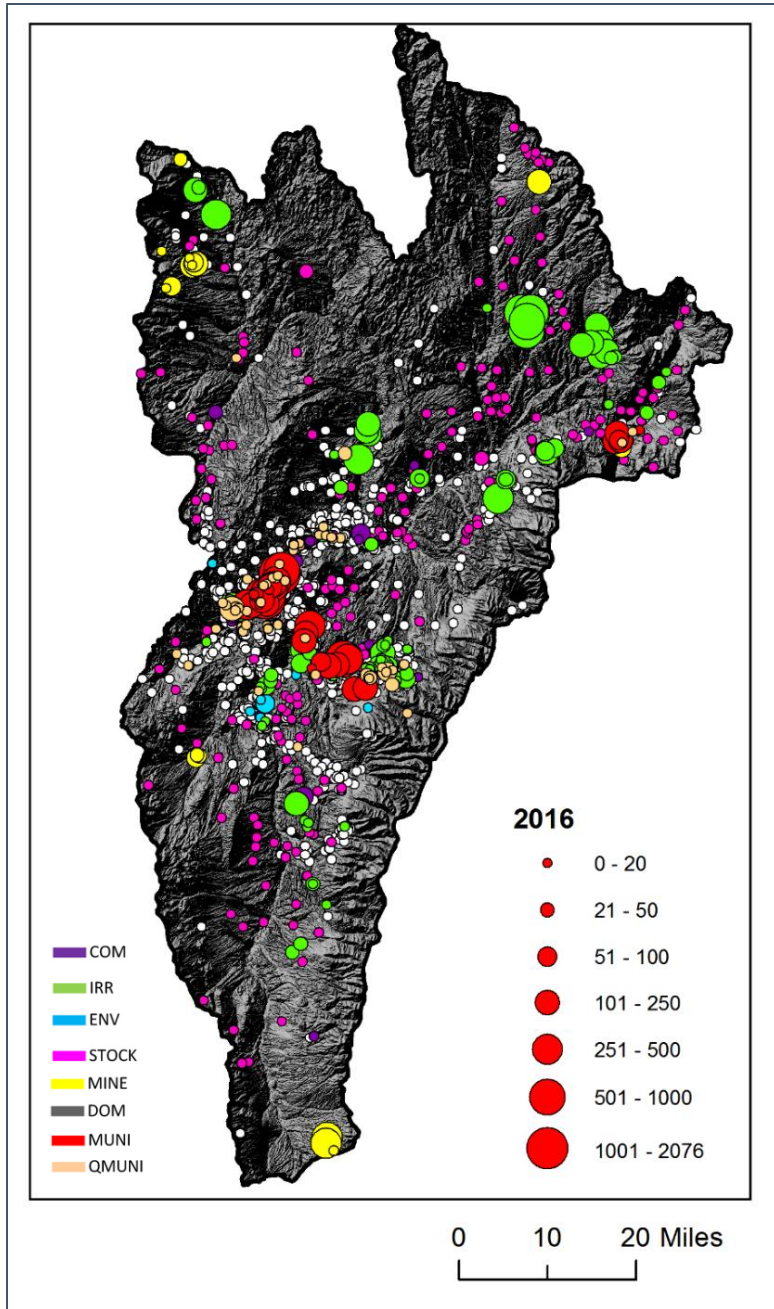 2016
0 - 20
21 - 50
51 - 100
101 - 250
251 - 500
501 - 1000
1001 - 2076
COM
IRR
ENV
STOCK
MINE
DOM
MUNI
QMUNI
0 10 20 Miles